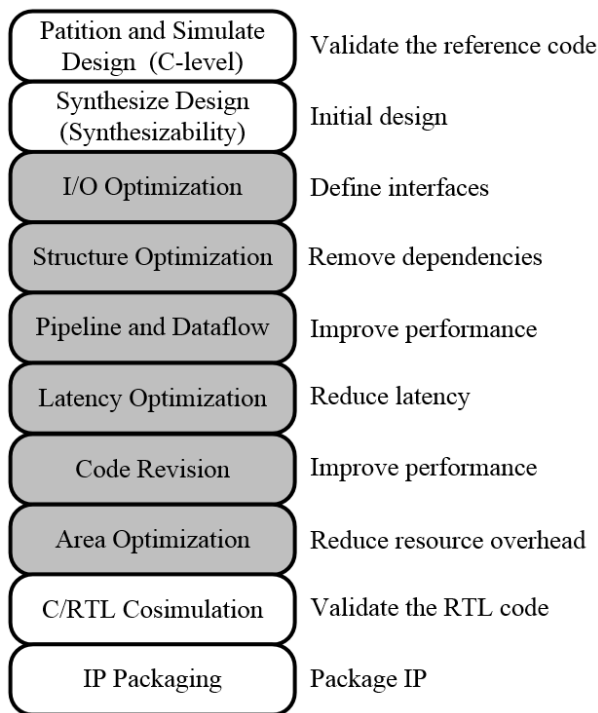 Patition and Simulate
Design (C-level)
Validate the reference code
Synthesize Design
(Synthesizability)
Initial design
I/O Optimization
Define interfaces
Structure Optimization
Remove dependencies
Pipeline and Dataflow
Improve performance
Latency Optimization
Reduce latency
Code Revision
Improve performance
Area Optimization
Reduce resource overhead
C/RTL Cosimulation
Validate the RTL code
IP Packaging
Package IP